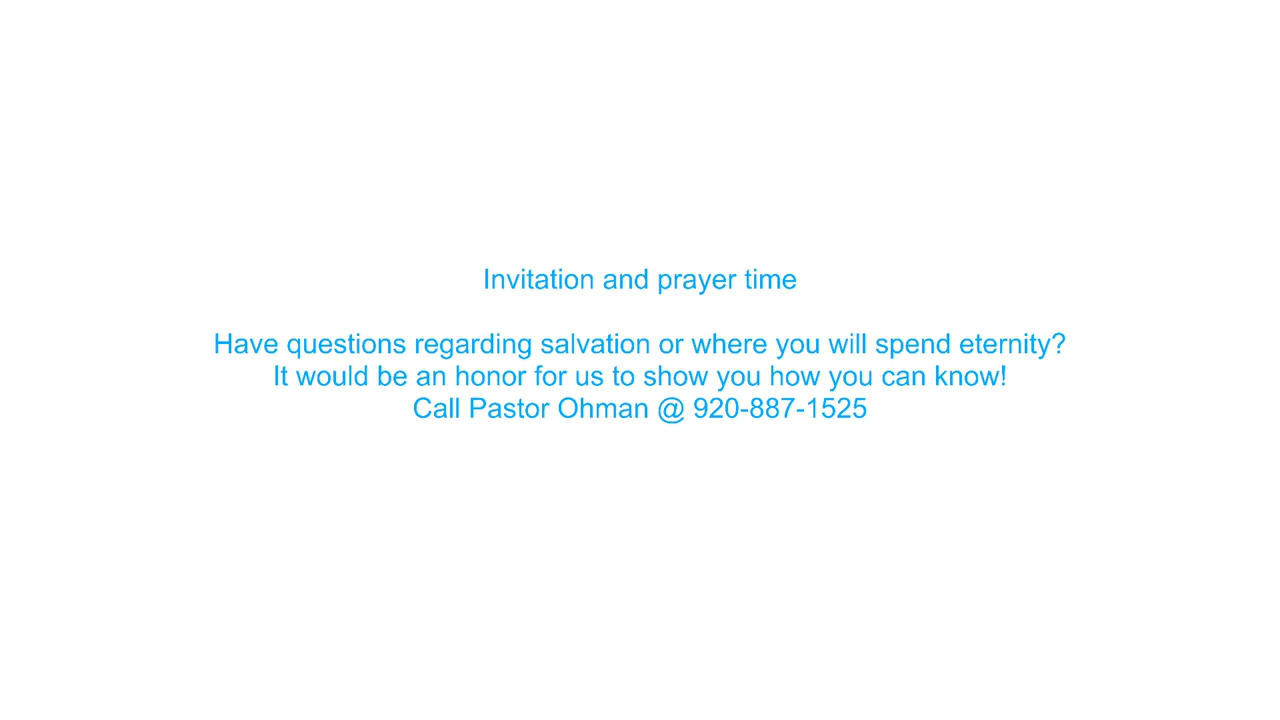 Invitation and prayer time
Have questions regarding salvation or where you will spend eternity?
It would be an honor for us to show you how you can know!
Call Pastor Ohman @ 920-887-1525